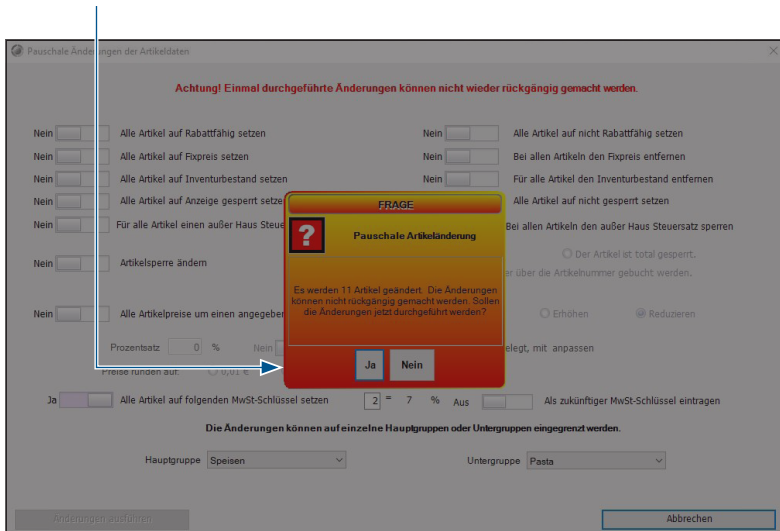 Pauschale Änderungen der Artikeldaten
Achtung! Einmal durchgeführte Änderungen können nicht wieder rückgängig gemacht werden.
Nein Alle Artikel auf Rabattfähig setzen Nein Alle Artikel auf nicht Rabattfähig setzen
Nein Alle Artikel auf Fixpreis setzen Nein Bei allen Artikeln den Fixpreis entfernen
Nein Alle Artikel auf Inventurbestand setzen Nein Für alle Artikel den Inventurbestand entfernen
Nein Alle Artikel auf Anzeige gesperrt Alle Artikel auf nicht gesperrt setzen
Nein Für alle Artikel einen außer Haus Bei allen Artikeln den außer Haus Steuersatz sperren
FRAGE
? Pauschale Artikeländerung
Es werden 11 Artikel geändert. Die Änderungen
können nicht rückgängig gemacht werden. Sollen
die Änderungen jetzt durchgeführt werden?
Ja Nein
Der Artikel ist total gesperrt.
Nein Artikelsperre ändern
über die Artikelnummer gebucht werden.
Nein Alle Artikelpreise um einen Erhöhen Reduzieren
Prozentsatz 0 % Nein mit anpassen
Preise runden auf: 0,01 €
Ja Alle Artikel auf folgenden MwSt-Schlüssel setzen 2 = 7 % Aus Als zukünftiger MwSt-Schlüssel eintragen
Die Änderungen können auf einzelne Hauptgruppen oder Untergruppen eingegrenzt werden.
Hauptgruppe Speisen Untergruppe Pasta
Änderungen ausführen Abbrechen